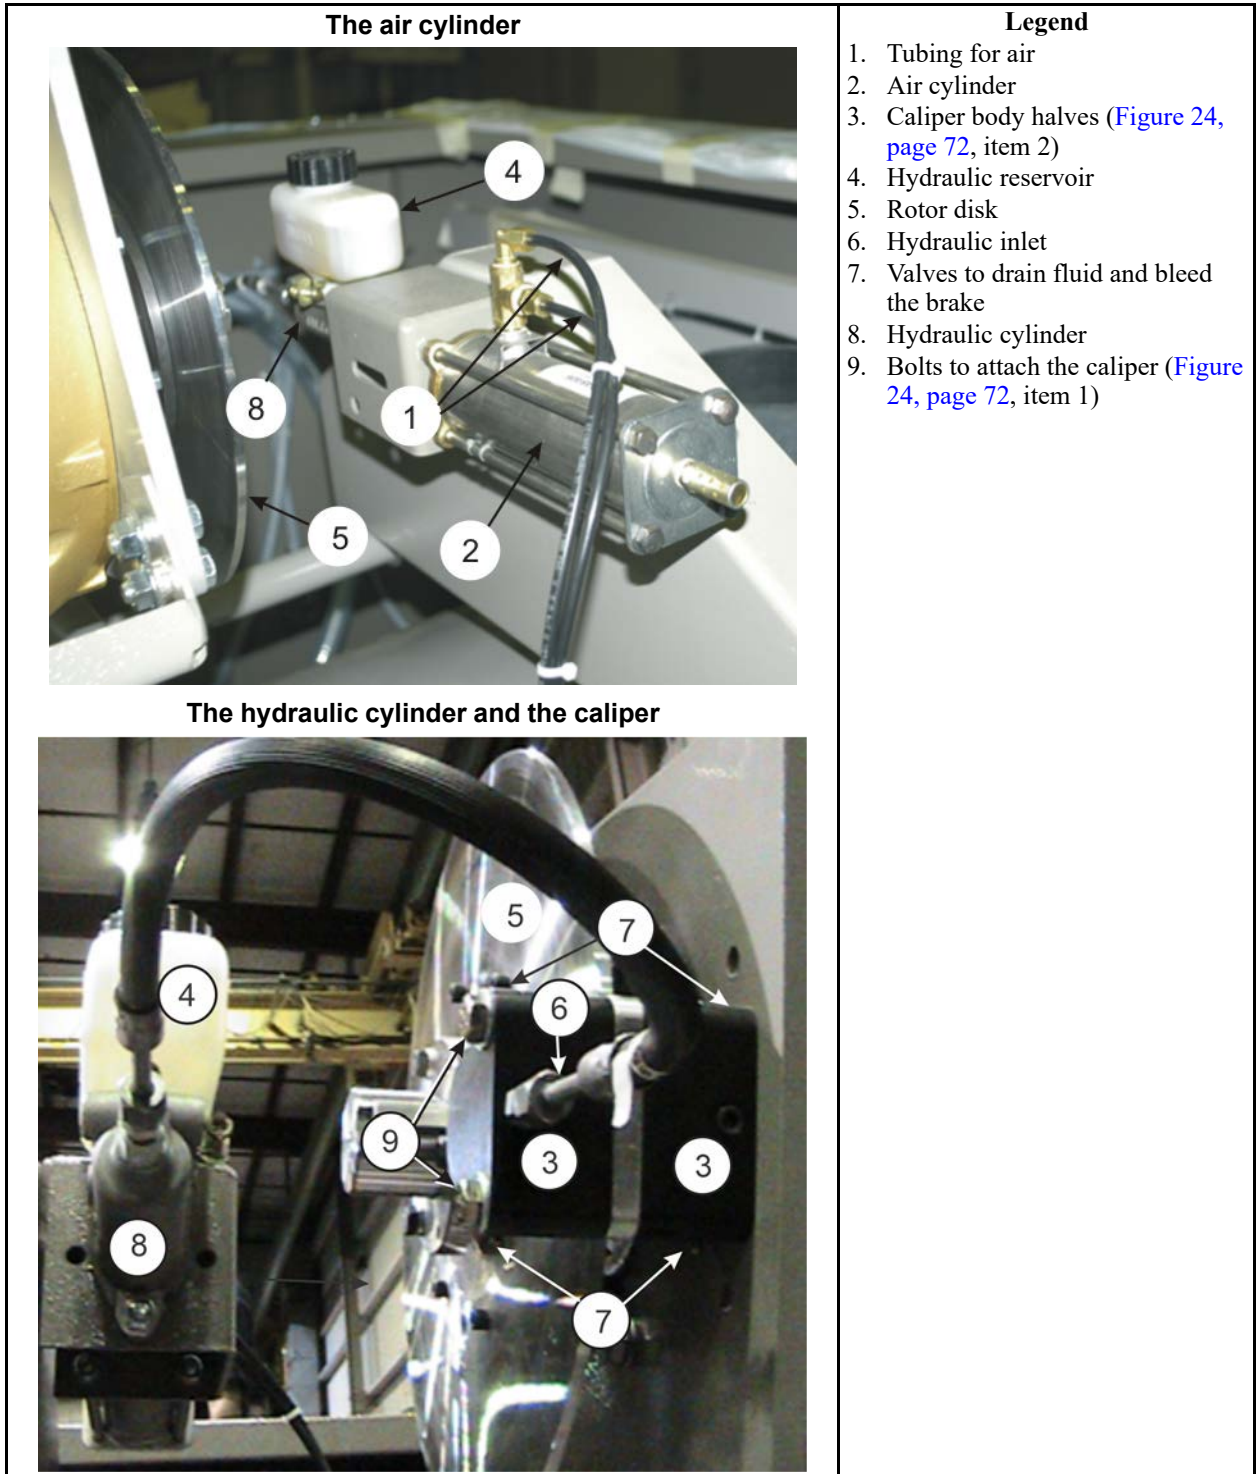 The air cylinder
4
8
1
5
2
The hydraulic cylinder and the caliper
5
7
4
6
9
3
3
8
7
Legend
1. Tubing for air
2. Air cylinder
3. Caliper body halves (Figure 24,
page 72, item 2)
4. Hydraulic reservoir
5. Rotor disk
6. Hydraulic inlet
7. Valves to drain fluid and bleed
the brake
8. Hydraulic cylinder
9. Bolts to attach the caliper (Figure
24, page 72, item 1)